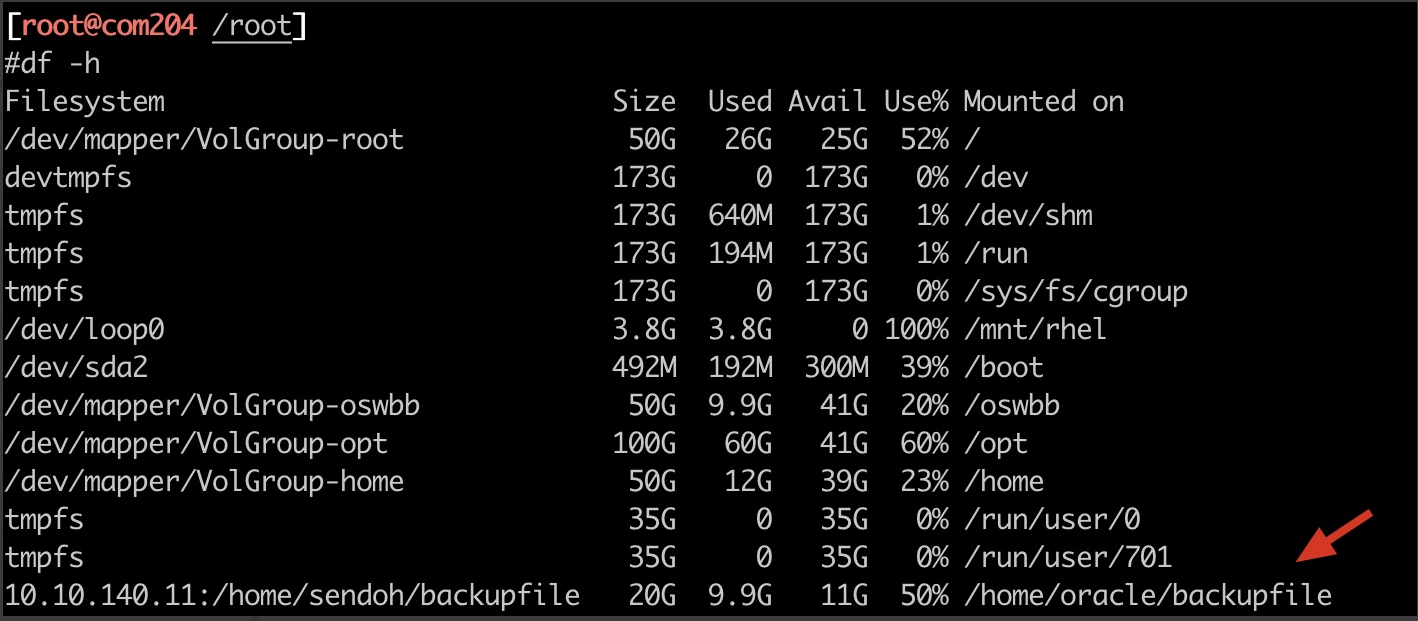 [root@com204 /root]
#df -h
Filesystem Size Used Avail Use% Mounted on
/dev/mapper/VolGroup-root 50G 26G 25G 52% /
devtmpfs 173G 0 173G 0% /dev
tmpfs 173G 640M 173G 1% /dev/shm
tmpfs 173G 194M 173G 1% /run
tmpfs 173G 0 173G 0% /sys/fs/cgroup
/dev/loop0 3.8G 3.8G 0 100% /mnt/rhel
/dev/sda2 492M 192M 300M 39% /boot
/dev/mapper/VolGroup-oswbb 50G 9.9G 41G 20% /oswbb
/dev/mapper/VolGroup-opt 100G 60G 41G 60% /opt
/dev/mapper/VolGroup-home 50G 12G 39G 23% /home
tmpfs 35G 0 35G 0% /run/user/0
tmpfs 35G 0 35G 0% /run/user/701
10.10.140.11:/home/sendoh/backupfile 20G 9.9G 11G 50% /home/oracle/backupfile